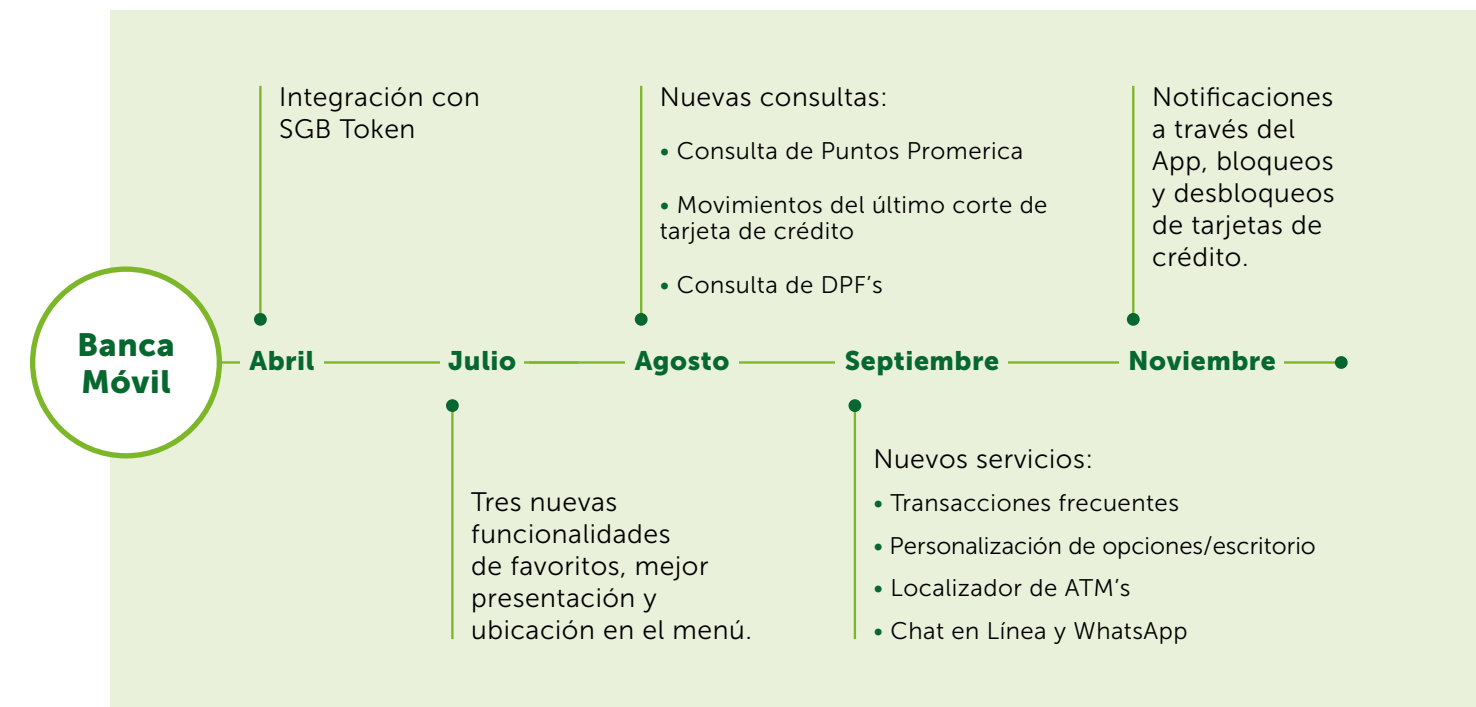 Integración con
SGB Token
Nuevas consultas:
• Consulta de Puntos Promerica
• Movimientos del último corte de
tarjeta de crédito
• Consulta de DPF's
Notificaciones
a través del
App, bloqueos
y desbloqueos
de tarjetas de
crédito.
Banca
Móvil
Abril
Julio
Agosto
Septiembre
Noviembre
Tres nuevas
funcionalidades
de favoritos, mejor
presentación y
ubicación en el menú.
Nuevos servicios:
• Transacciones frecuentes
• Personalización de opciones/escritorio
• Localizador de ATM's
• Chat en Línea y WhatsApp